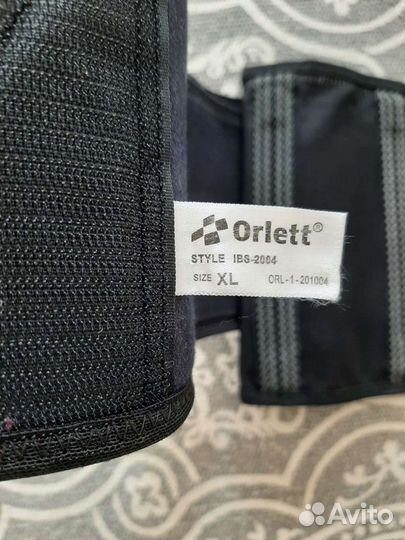 Orlett®
STYLE IBS-2004
SIZE XL ORL-1-201004
Avito